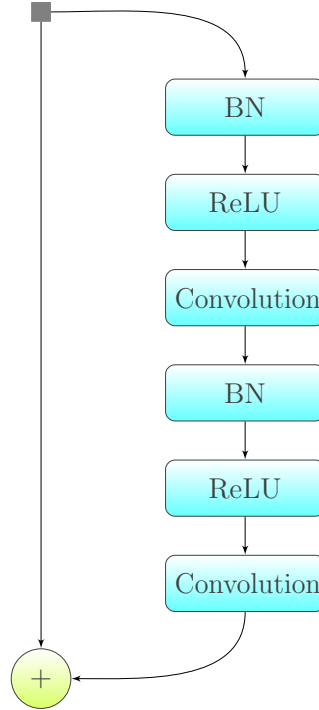 BN
ReLU
Convolution
BN
ReLU
Convolution
+